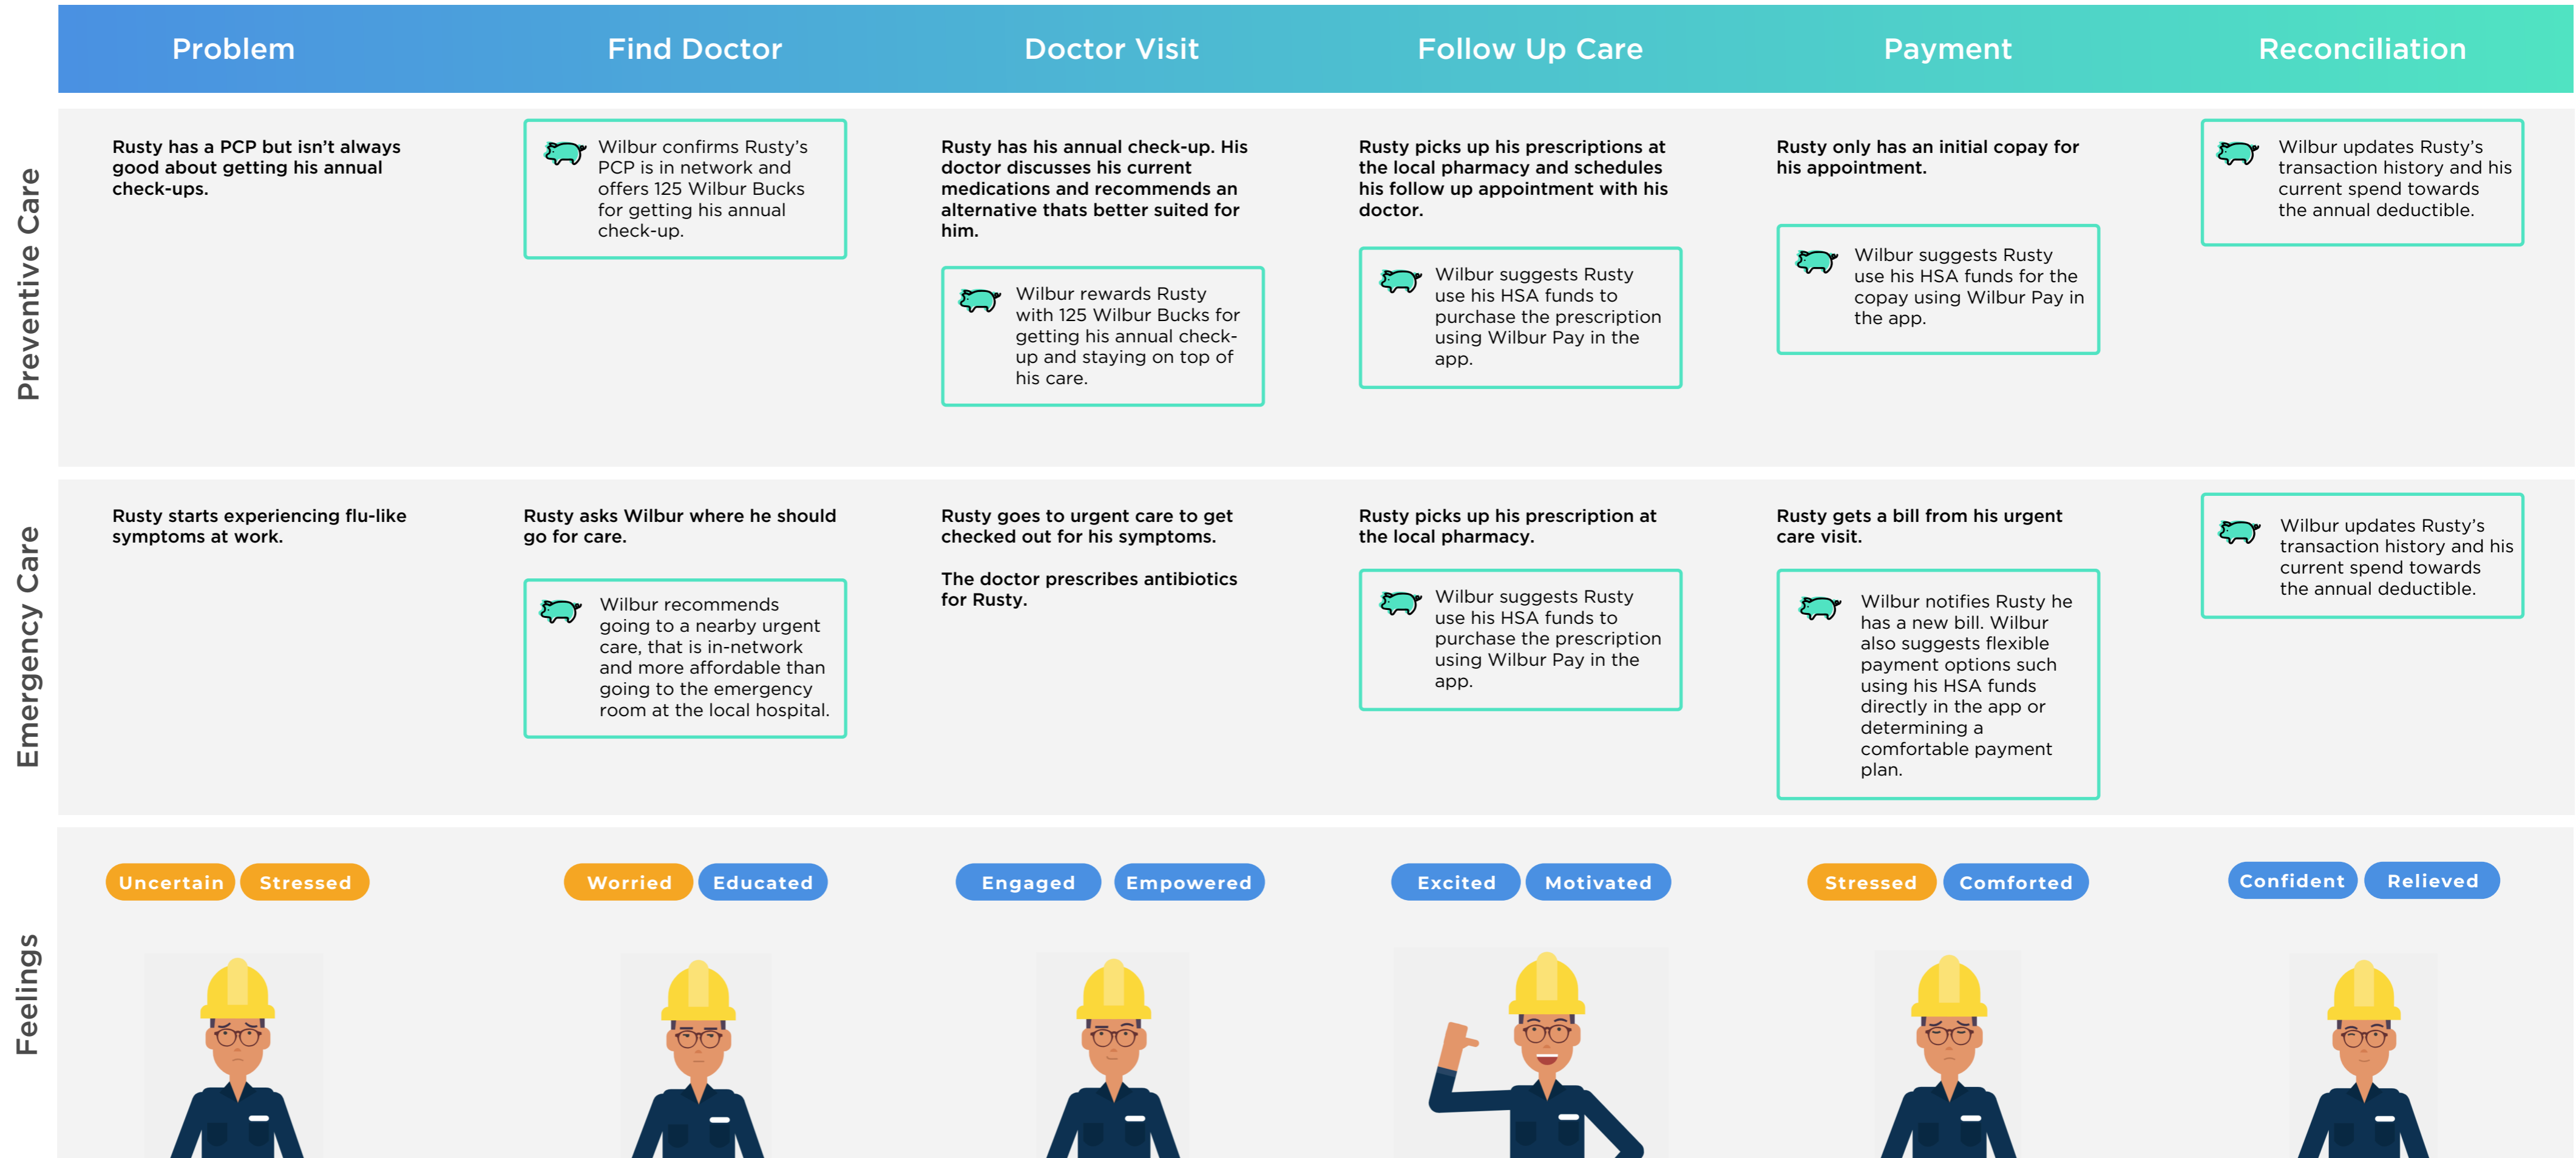 Problem
Find Doctor
Doctor Visit
Follow Up Care
Payment
Reconciliation
Preventive Care
Rusty has a PCP but isn’t always
good about getting his annual
check-ups.
Wilbur confirms Rusty’s
PCP is in network and
offers 125 Wilbur Bucks
for getting his annual
check-up.
Rusty has his annual check-up. His
doctor discusses his current
medications and recommends an
alternative thats better suited for
him.
Wilbur rewards Rusty
with 125 Wilbur Bucks for
getting his annual check-
up and staying on top of
his care.
Rusty picks up his prescriptions at
the local pharmacy and schedules
his follow up appointment with his
doctor.
Wilbur suggests Rusty
use his HSA funds to
purchase the prescription
using Wilbur Pay in the
app.
Rusty only has an initial copay for
his appointment.
Wilbur suggests Rusty
use his HSA funds for the
copay using Wilbur Pay in
the app.
Wilbur updates Rusty’s
transaction history and his
current spend towards
the annual deductible.
Emergency Care
Rusty starts experiencing flu-like
symptoms at work.
Rusty asks Wilbur where he should
go for care.
Wilbur recommends
going to a nearby urgent
care, that is in-network
and more affordable than
going to the emergency
room at the local hospital.
Rusty goes to urgent care to get
checked out for his symptoms.
The doctor prescribes antibiotics
for Rusty.
Rusty picks up his prescription at
the local pharmacy.
Wilbur suggests Rusty
use his HSA funds to
purchase the prescription
using Wilbur Pay in the
app.
Rusty gets a bill from his urgent
care visit.
Wilbur notifies Rusty he
has a new bill. Wilbur
also suggests flexible
payment options such
using his HSA funds
directly in the app or
determining a
comfortable payment
plan.
Wilbur updates Rusty’s
transaction history and his
current spend towards
the annual deductible.
Feelings
Uncertain
Stressed
Worried
Educated
Engaged
Empowered
Excited
Motivated
Stressed
Comforted
Confident
Relieved